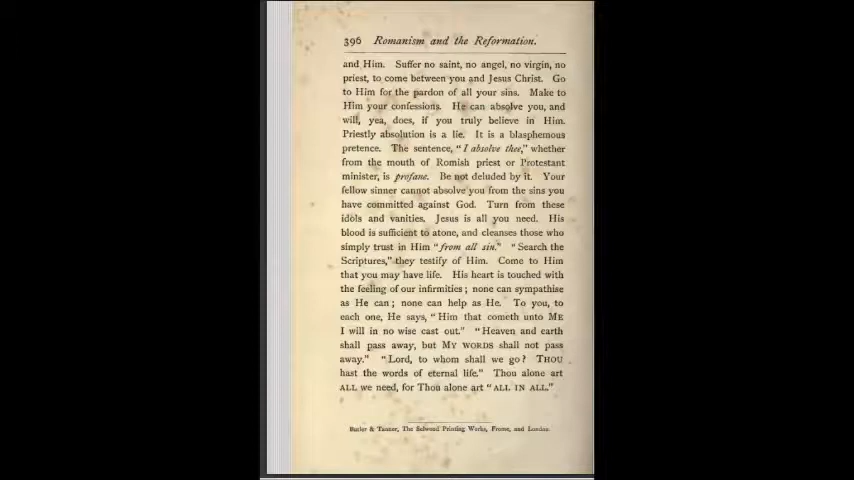 396 Romanism and the Reformation.
and Him. Suffer no saint, no angel, no virgin, no
priest, to come between you and Jesus Christ. Go
to Him for the pardon of all your sins. Make to
Him your confessions. He can absolve you, and
will, yea, does, if you truly believe in Him.
Priestly absolution is a lie. It is a blasphemous
pretence. The sentence, "I absolve thee," whether
from the mouth of Romish priest or Protestant
minister, is profane. Be not deluded by it. Your
fellow sinner cannot absolve you from the sins you
have committed against God. Turn from these
idols and vanities. Jesus is all you need. His
blood is sufficient to atone, and cleanses those who
simply trust in Him "from all sin." "Search the
Scriptures," they testify of Him. Come to Him
that you may have life. His heart is touched with
the feeling of our infirmities; none can sympathise
as He can; none can help as He. To you, to
each one, He says, "Him that cometh unto ME
I will in no wise cast out." "Heaven and earth
shall pass away, but MY WORDS shall not pass
away." "Lord, to whom shall we go? THOU
hast the words of eternal life." Thou alone art
ALL we need, for Thou alone art "ALL IN ALL."
Butler & Tanner, The Selwood Printing Works, Frome, and London.